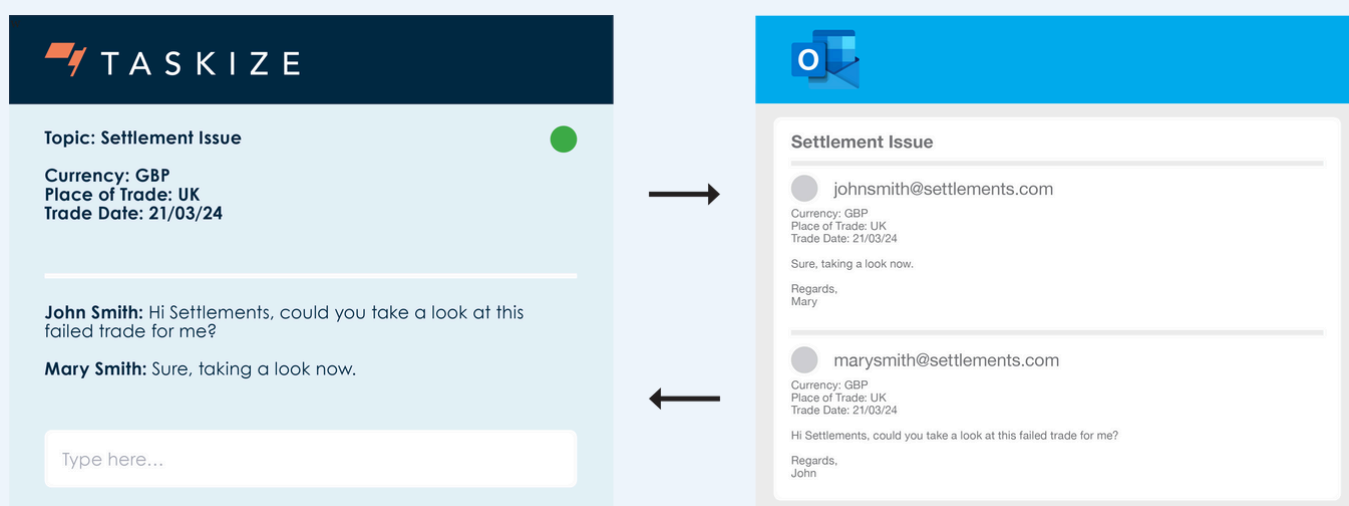 TASKIZE
Topic: Settlement Issue
Currency: GBP
Place of Trade: UK
Trade Date: 21/03/24
John Smith: Hi Settlements, could you take a look at this
failed trade for me?
Mary Smith: Sure, taking a look now.
Type here...
O
Settlement Issue
johnsmith@settlements.com
Currency: GBP
Place of Trade: UK
Trade Date: 21/03/24
Sure, taking a look now.
Regards,
Mary
marysmith@settlements.com
Currency: GBP
Place of Trade: UK
Trade Date: 21/03/24
Hi Settlements, could you take a look at this failed trade for me?
Regards,
John